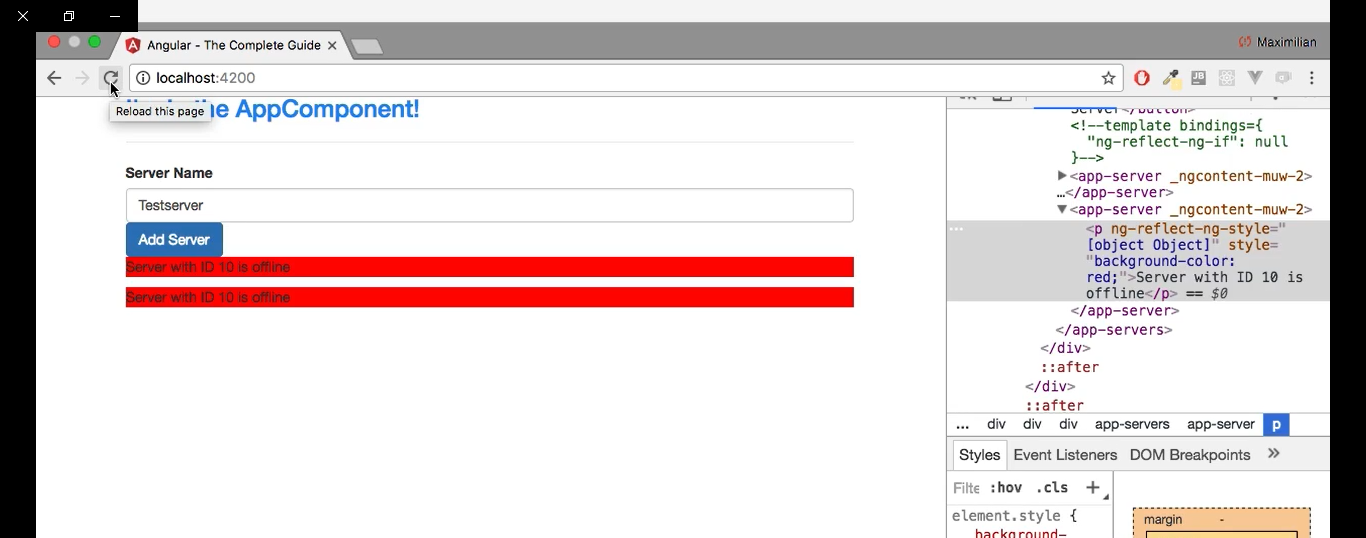 Angular - The Complete Guide
Maximilian
localhost:4200
Reload this page
the AppComponent!
Server Name
Testserver
Add Server
Server with ID 10 is offline
Server with ID 10 is offline
Server</button>
<!--template bindings={
"ng-reflect-ng-if": null
}-->
▶<app-server _ngcontent-muw-2>
…</app-server>
▼<app-server _ngcontent-muw-2>
<p ng-reflect-ng-style="
[object Object]" style=
"background-color:
red;">Server with ID 10 is
offline</p> == $0
</app-server>
</app-servers>
</div>
::after
</div>
::after
... div div div app-servers app-server p
Styles Event Listeners DOM Breakpoints »
Filte :hov .cls +
element.style {
background-
margin -